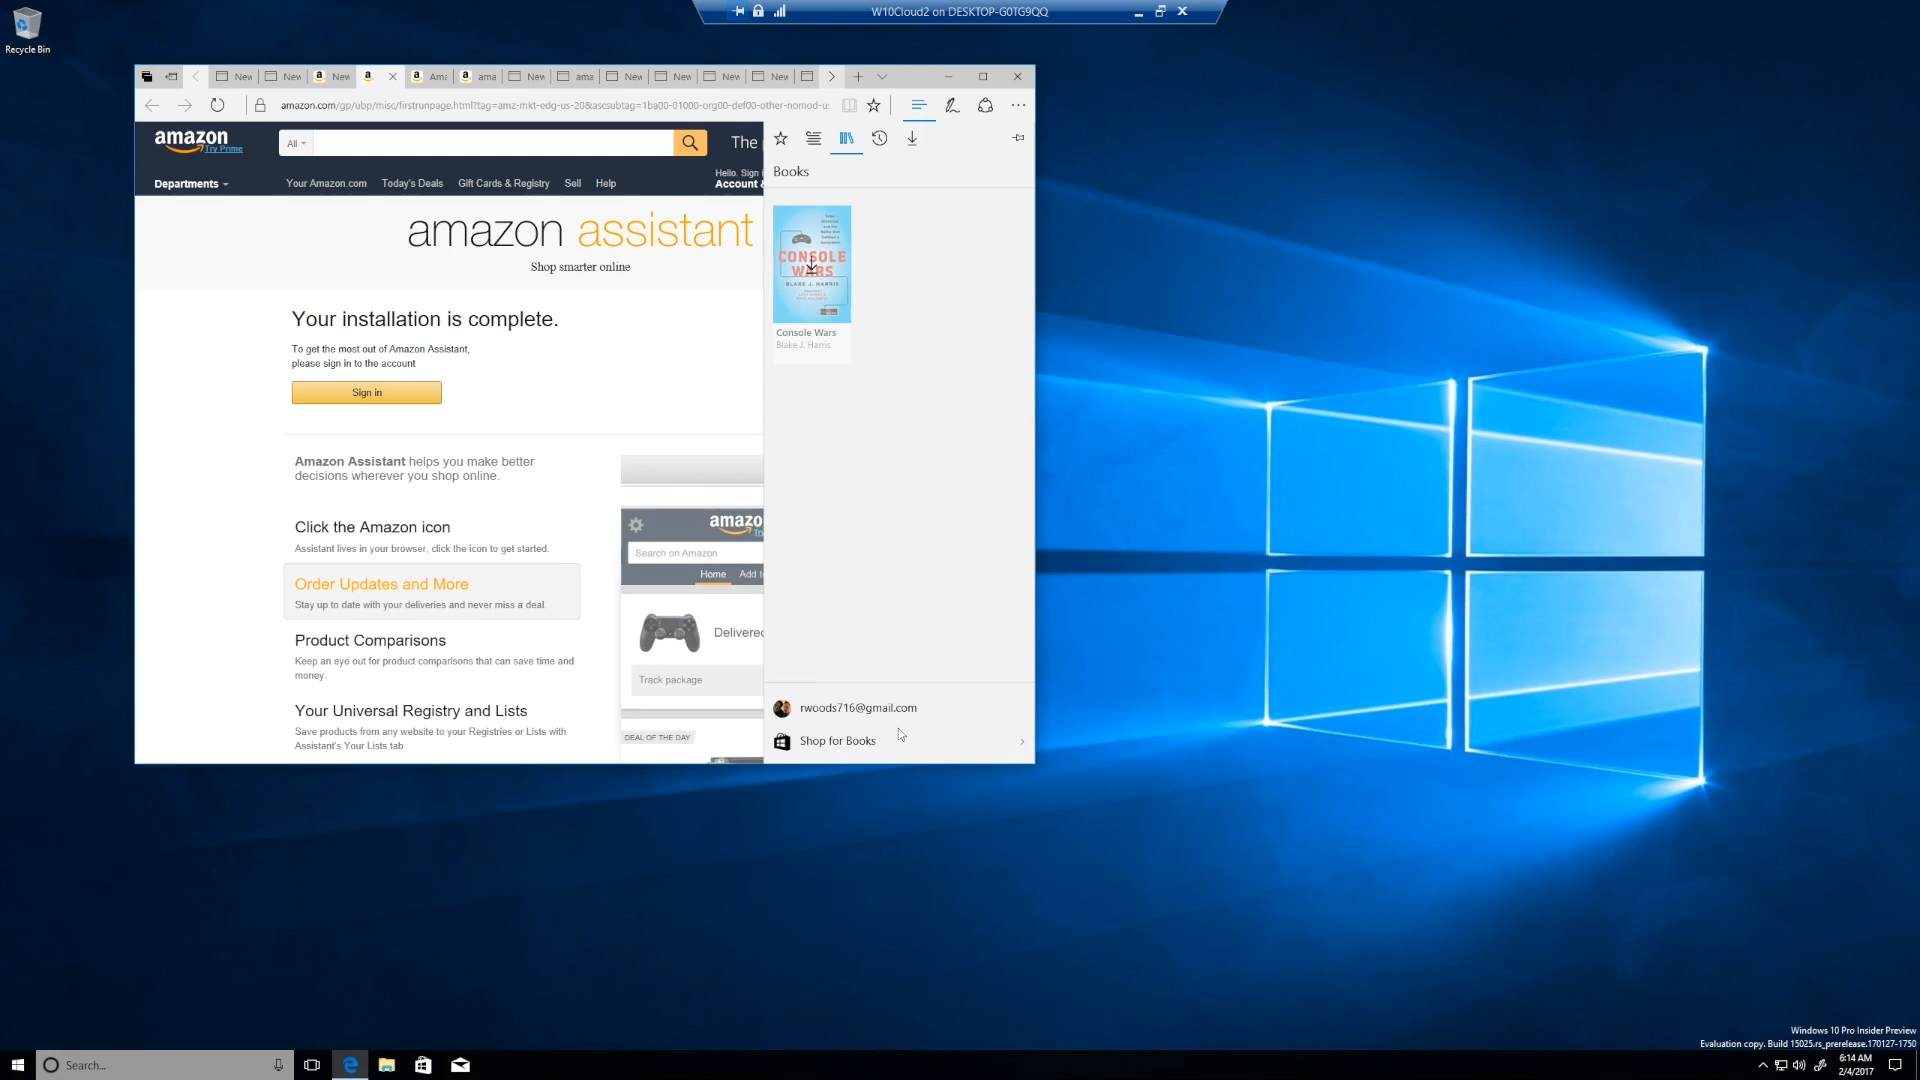 W10Cloud2 on DESKTOP-G0TG9QQ
Recycle Bin
New
New
New
Ama
ama
New
ama
New
New
New
New
amazon.com/gp/ubp/misc/firstrunpage.html?tag=amz-mkt-edg-us-20&ascsubtag=1ba00-01000-org00-def00-other-nomod-u
amazon
Try Prime
All
The
Departments
Your Amazon.com
Today's Deals
Gift Cards & Registry
Sell
Help
Hello. Sign i
Account &
Books
amazon assistant
Shop smarter online
CONSOLE
WARS
BLAKE J. HARRIS
Console Wars
Blake J. Harris
Your installation is complete.
To get the most out of Amazon Assistant,
please sign in to the account
Sign in
Amazon Assistant helps you make better
decisions wherever you shop online.
Click the Amazon icon
Assistant lives in your browser, click the icon to get started.
Order Updates and More
Stay up to date with your deliveries and never miss a deal.
Product Comparisons
Keep an eye out for product comparisons that can save time and
money.
Your Universal Registry and Lists
Save products from any website to your Registries or Lists with
Assistant's Your Lists tab
amazo
Search on Amazon
Home
Add t
Delivered
Track package
DEAL OF THE DAY
rwoods716@gmail.com
Shop for Books
Windows 10 Pro Insider Preview
Evaluation copy. Build 15025.rs_prerelease.170127-1750
Search...
6:14 AM
2/4/2017